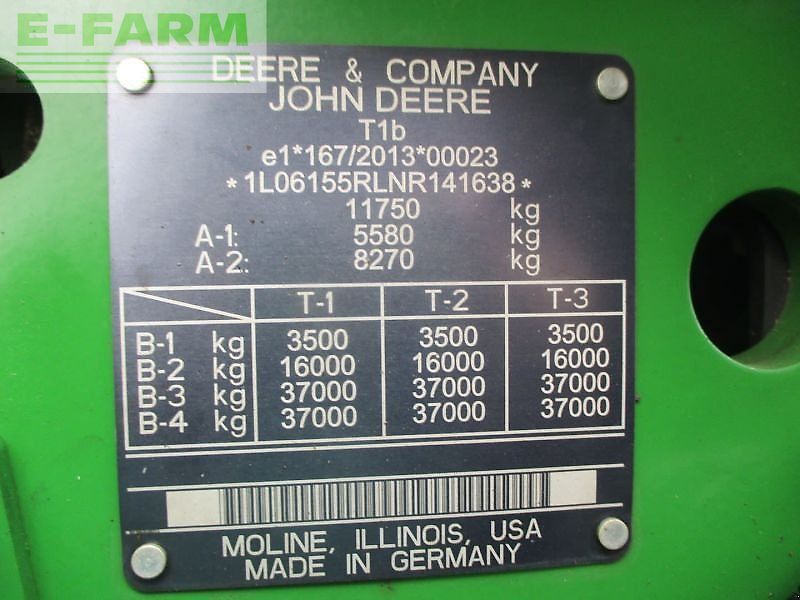 E-FARM
DEERE & COMPANY
JOHN DEERE
T1b
e1*167/2013*00023
*1L06155RLNR141638*
11750 kg
A-1: 5580 kg
A-2: 8270 kg
T-1 T-2 T-3
B-1 kg 3500 3500 3500
B-2 kg 16000 16000 16000
B-3 kg 37000 37000 37000
B-4 kg 37000 37000 37000
MOLINE, ILLINOIS, USA
MADE IN GERMANY